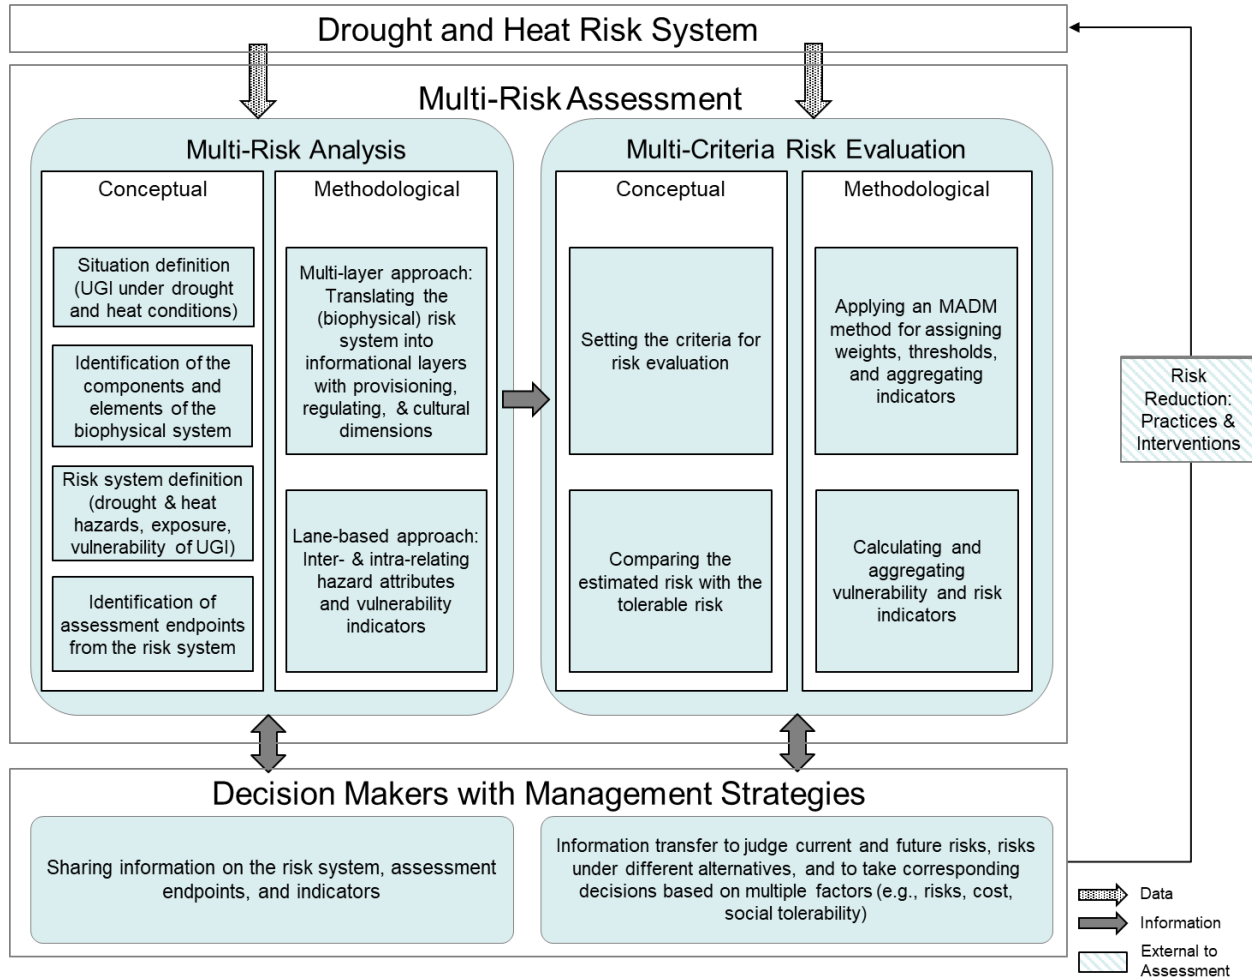 Drought and Heat Risk System
Multi-Risk Assessment
Multi-Risk Analysis
Conceptual
Situation definition
(UGI under drought
and heat conditions)
Identification of the
components and
elements of the
biophysical system
Risk system definition
(drought & heat
hazards, exposure,
vulnerability of UGI)
Identification of
assessment endpoints
from the risk system
Methodological
Multi-layer approach:
Translating the
(biophysical) risk
system into
informational layers
with provisioning,
regulating, & cultural
dimensions
Lane-based approach:
Inter- & intra-relating
hazard attributes
and vulnerability
indicators
Multi-Criteria Risk Evaluation
Conceptual
Setting the criteria for
risk evaluation
Comparing the
estimated risk with the
tolerable risk
Methodological
Applying an MADM
method for assigning
weights, thresholds,
and aggregating
indicators
Calculating and
aggregating
vulnerability and risk
indicators
Risk
Reduction:
Practices &
Interventions
Decision Makers with Management Strategies
Sharing information on the risk system, assessment
endpoints, and indicators
Information transfer to judge current and future risks, risks
under different alternatives, and to take corresponding
decisions based on multiple factors (e.g., risks, cost,
social tolerability)
Data
Information
External to
Assessment